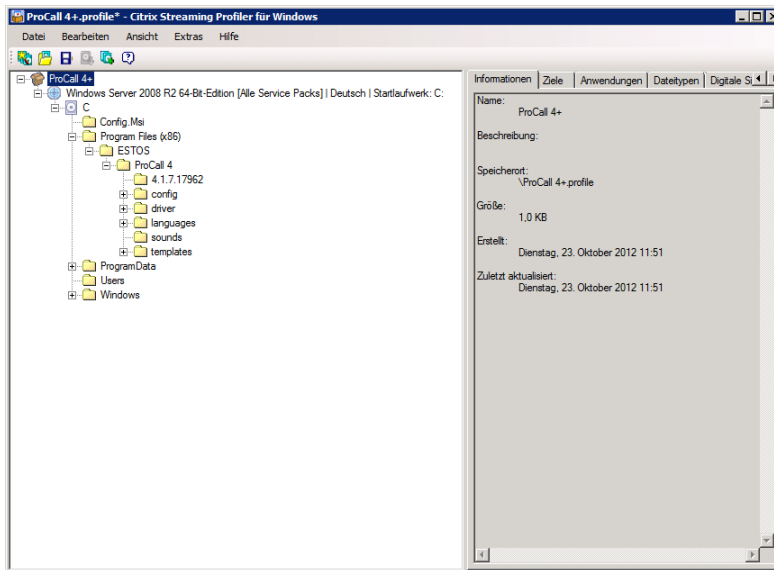 ProCall 4+.profile* - Citrix Streaming Profiler für Windows
Datei Bearbeiten Ansicht Extras Hilfe
ProCall 4+
Windows Server 2008 R2 64-Bit-Edition [Alle Service Packs] | Deutsch | Startlaufwerk: C:
C
Config.Msi
Program Files (x86)
ESTOS
ProCall 4
4.1.7.17962
config
driver
languages
sounds
templates
ProgramData
Users
Windows
Informationen Ziele Anwendungen Dateitypen Digitale Si
Name:
ProCall 4+
Beschreibung:
Speicherort:
\ProCall 4+.profile
Größe:
1,0 KB
Erstellt:
Dienstag, 23. Oktober 2012 11:51
Zuletzt aktualisiert:
Dienstag, 23. Oktober 2012 11:51